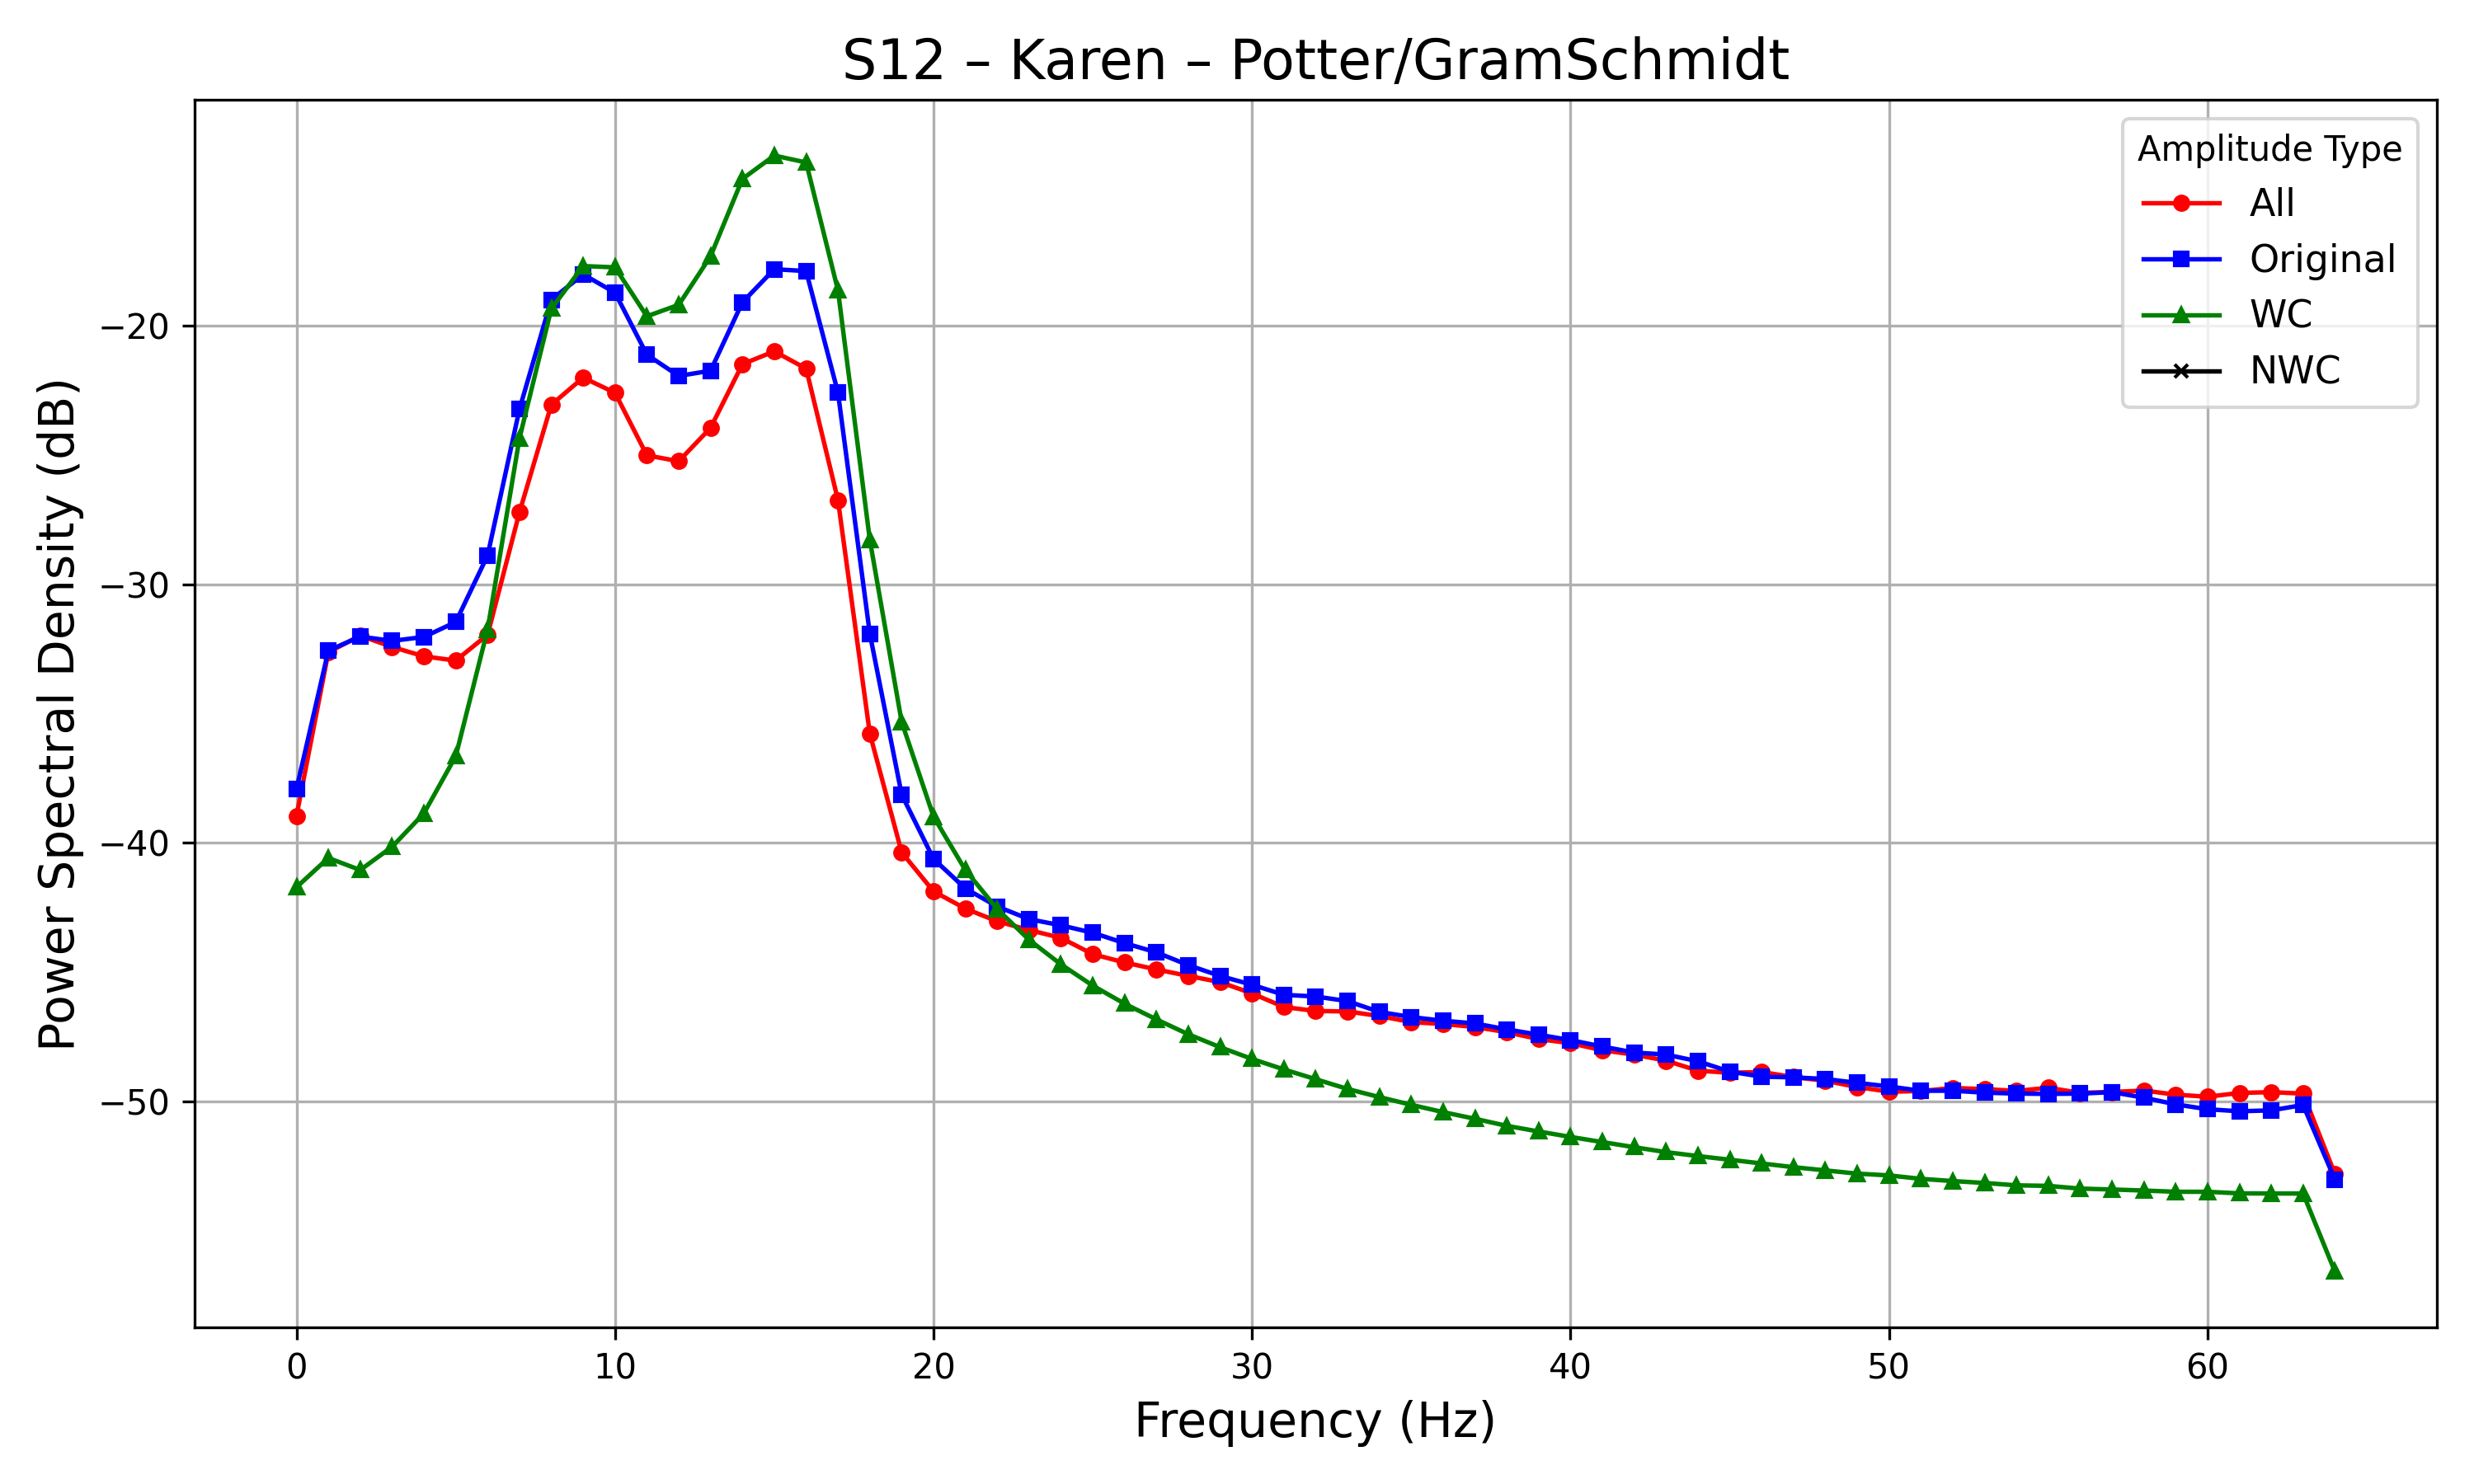 S12 – Karen – Potter/GramSchmidt
Amplitude Type
All
Original
WC
NWC
Power Spectral Density (dB)
−20
−30
−40
−50
0 10 20 30 40 50 60
Frequency (Hz)